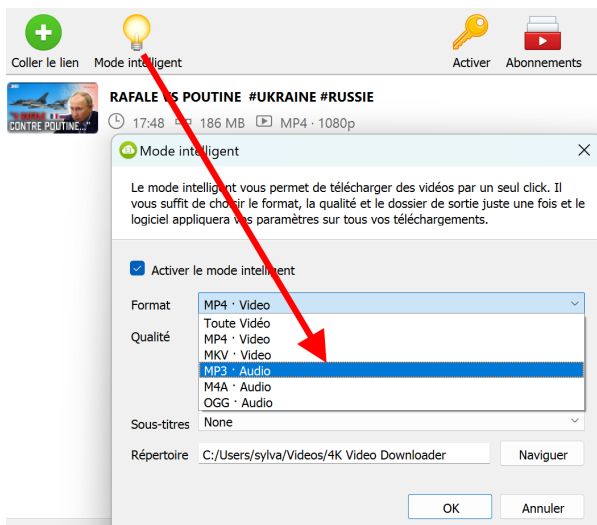 Coller le lien
Mode intelligent
Activer
Abonnements
RAFALE VS POUTINE #UKRAINE #RUSSIE
17:48 186 MB MP4 · 1080p
CONTRE POUTINE..."
Mode intelligent
Le mode intelligent vous permet de télécharger des vidéos par un seul click. Il
vous suffit de choisir le format, la qualité et le dossier de sortie juste une fois et le
logiciel appliquera vos paramètres sur tous vos téléchargements.
Activer le mode intelligent
Format MP4 · Video
Toute Vidéo
Qualité MP4 · Video
MKV · Video
MP3 · Audio
M4A · Audio
OGG · Audio
Sous-titres None
Répertoire C:/Users/sylva/Videos/4K Video Downloader Naviguer
OK Annuler